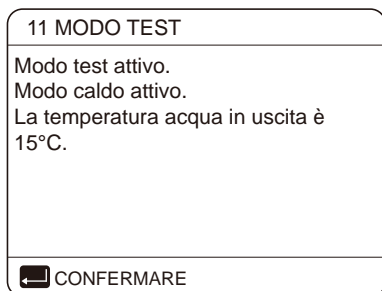 11 MODO TEST
Modo test attivo.
Modo caldo attivo.
La temperatura acqua in uscita è
15°C.
CONFERMARE